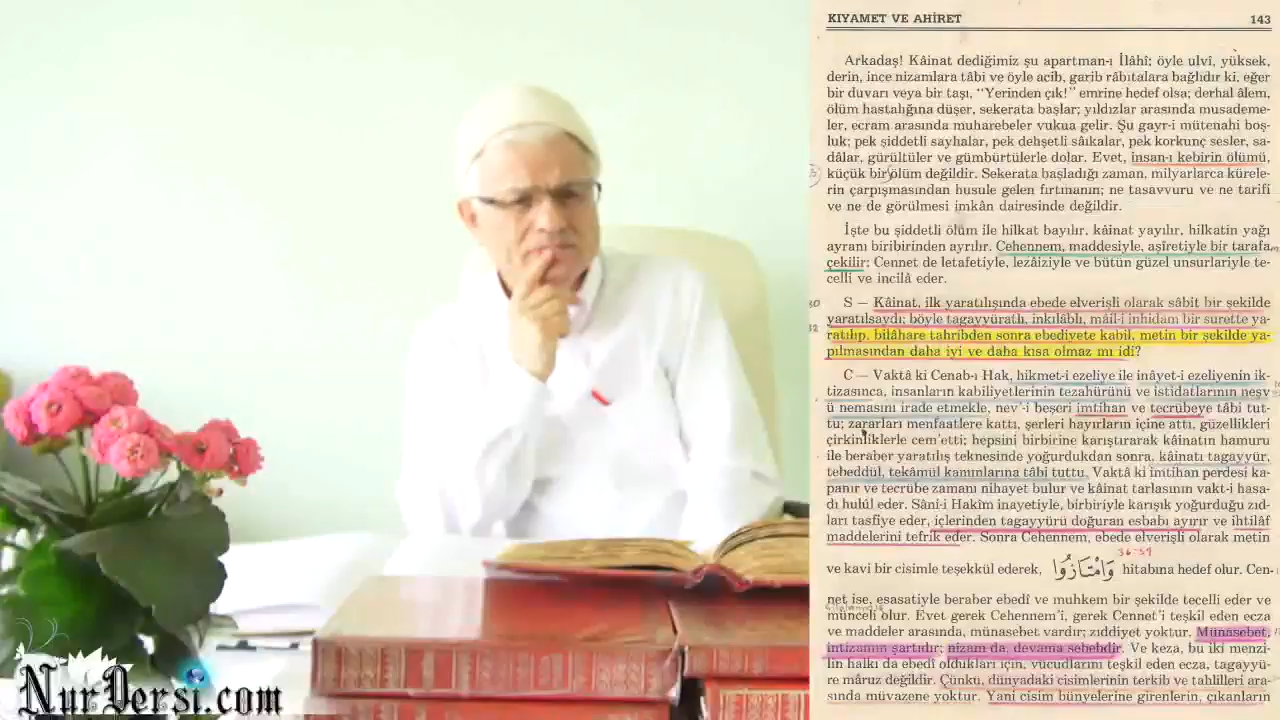 KIYAMET VE AHİRET 143
Arkadaş! Kâinat dediğimiz şu apartman-ı İlâhî; öyle ulvî, yüksek,
derin, ince nizamlara tâbi ve öyle acib, garib râbıtalara bağlıdır ki, eğer
bir duvarı veya bir taşı, "Yerinden çık!" emrine hedef olsa; derhal âlem,
ölüm hastalığına düşer, sekerata başlar; yıldızlar arasında musademe-
ler, ecram arasında muharebeler vukua gelir. Şu gayr-i mütenahi boş-
luk; pek şiddetli sayhalar, pek dehşetli sâıkalar, pek korkunç sesler, sa-
dâlar, gürültüler ve gümbürtülerle dolar. Evet, insan-ı kebirin ölümü,
küçük bir ölüm değildir. Sekerata başladığı zaman, milyarlarca kürele-
rin çarpışmasından husule gelen fırtınanın; ne tasavvuru ve ne tarifi
ve ne de görülmesi imkân dairesinde değildir.
İşte bu şiddetli ölüm ile hilkat bayılır, kâinat yayılır, hilkatin yağı
ayranı biribirinden ayrılır. Cehennem, maddesiyle, aşîretiyle bir tarafa
çekilir; Cennet de letafetiyle, lezâiziyle ve bütün güzel unsurlariyle te-
celli ve incilâ eder.
S — Kâinat, ilk yaratılışında ebede elverişli olarak sâbit bir şekilde
yaratılsaydı; böyle tagayyüratlı, inkılâblı, mâil-i inhidam bir surette ya-
ratılıp, bilâhare tahribden sonra ebediyete kabil, metin bir şekilde ya-
pılmasından daha iyi ve daha kısa olmaz mı idi?
C — Vaktâ ki Cenab-ı Hak, hikmet-i ezeliye ile inâyet-i ezeliyenin ik-
tizasınca, insanların kabiliyetlerinin tezahürünü ve istidatlarının neşv
ü nemasını irade etmekle, nev'-i beşeri imtihan ve tecrübeye tâbi tut-
tu; zararları menfaatlere kattı, şerleri hayırların içine attı, güzellikleri
çirkinliklerle cem'etti; hepsini birbirine karıştırarak kâinatın hamuru
ile beraber yaratılış teknesinde yoğurdukdan sonra, kâinatı tagayyür,
tebeddül, tekâmül kanunlarına tâbi tuttu. Vaktâ ki imtihan perdesi ka-
panır ve tecrübe zamanı nihayet bulur ve kâinat tarlasının vakt-i hasa-
dı hulûl eder. Sâni-i Hakîm inayetiyle, birbiriyle karışık yoğurduğu zıd-
ları tasfiye eder, içlerinden tagayyürü doğuran esbabı ayırır ve ihtilâf
maddelerini tefrik eder. Sonra Cehennem, ebede elverişli olarak metin
36-59
ve kavi bir cisimle teşekkül ederek, وَامْتَازُوا hitabına hedef olur. Cen-
net ise, esasatiyle beraber ebedî ve muhkem bir şekilde tecelli eder ve
münceli olur. Evet gerek Cehennem'i, gerek Cennet'i teşkil eden ecza
ve maddeler arasında, münasebet vardır; zıddiyet yoktur. Münasebet,
intizamın şartıdır; nizam da, devama sebebdir. Ve keza, bu iki menzi-
lin halkı da ebedî oldukları için, vücudlarını teşkil eden ecza, tagayyü-
re mâruz değildir. Çünkü, dünyadaki cisimlerinin terkib ve tahlilleri ara-
sında müvazene yoktur. Yani cisim bünyelerine girenlerin, çıkanların
NurDersi.com